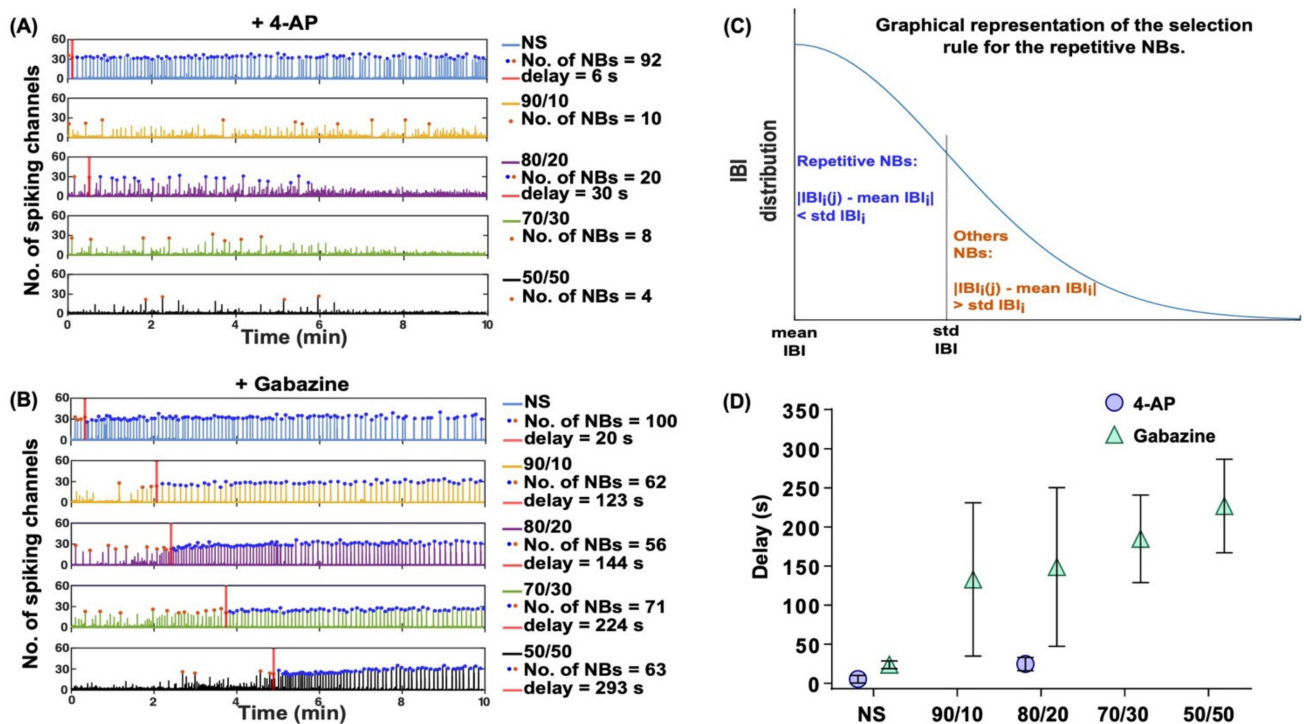 (A)
+ 4-AP
No. of spiking channels
60
30
0
NS
No. of NBs = 92
delay = 6 s
60
30
0
90/10
No. of NBs = 10
60
30
0
80/20
No. of NBs = 20
delay = 30 s
60
30
0
70/30
No. of NBs = 8
60
30
0
50/50
No. of NBs = 4
0 2 4 6 8 10
Time (min)
(B)
+ Gabazine
No. of spiking channels
60
30
0
NS
No. of NBs = 100
delay = 20 s
60
30
0
90/10
No. of NBs = 62
delay = 123 s
60
30
0
80/20
No. of NBs = 56
delay = 144 s
60
30
0
70/30
No. of NBs = 71
delay = 224 s
60
30
0
50/50
No. of NBs = 63
delay = 293 s
0 2 4 6 8 10
Time (min)
(C)
Graphical representation of the selection
rule for the repetitive NBs.
IBI
distribution
Repetitive NBs:
|IBIi(j) - mean IBIi|
< std IBIi
Others
NBs:
|IBIi(j) - mean IBIi|
> std IBIi
mean
IBI
std
IBI
(D)
4-AP
Gabazine
Delay (s)
350
300
250
200
150
100
50
0
NS 90/10 80/20 70/30 50/50